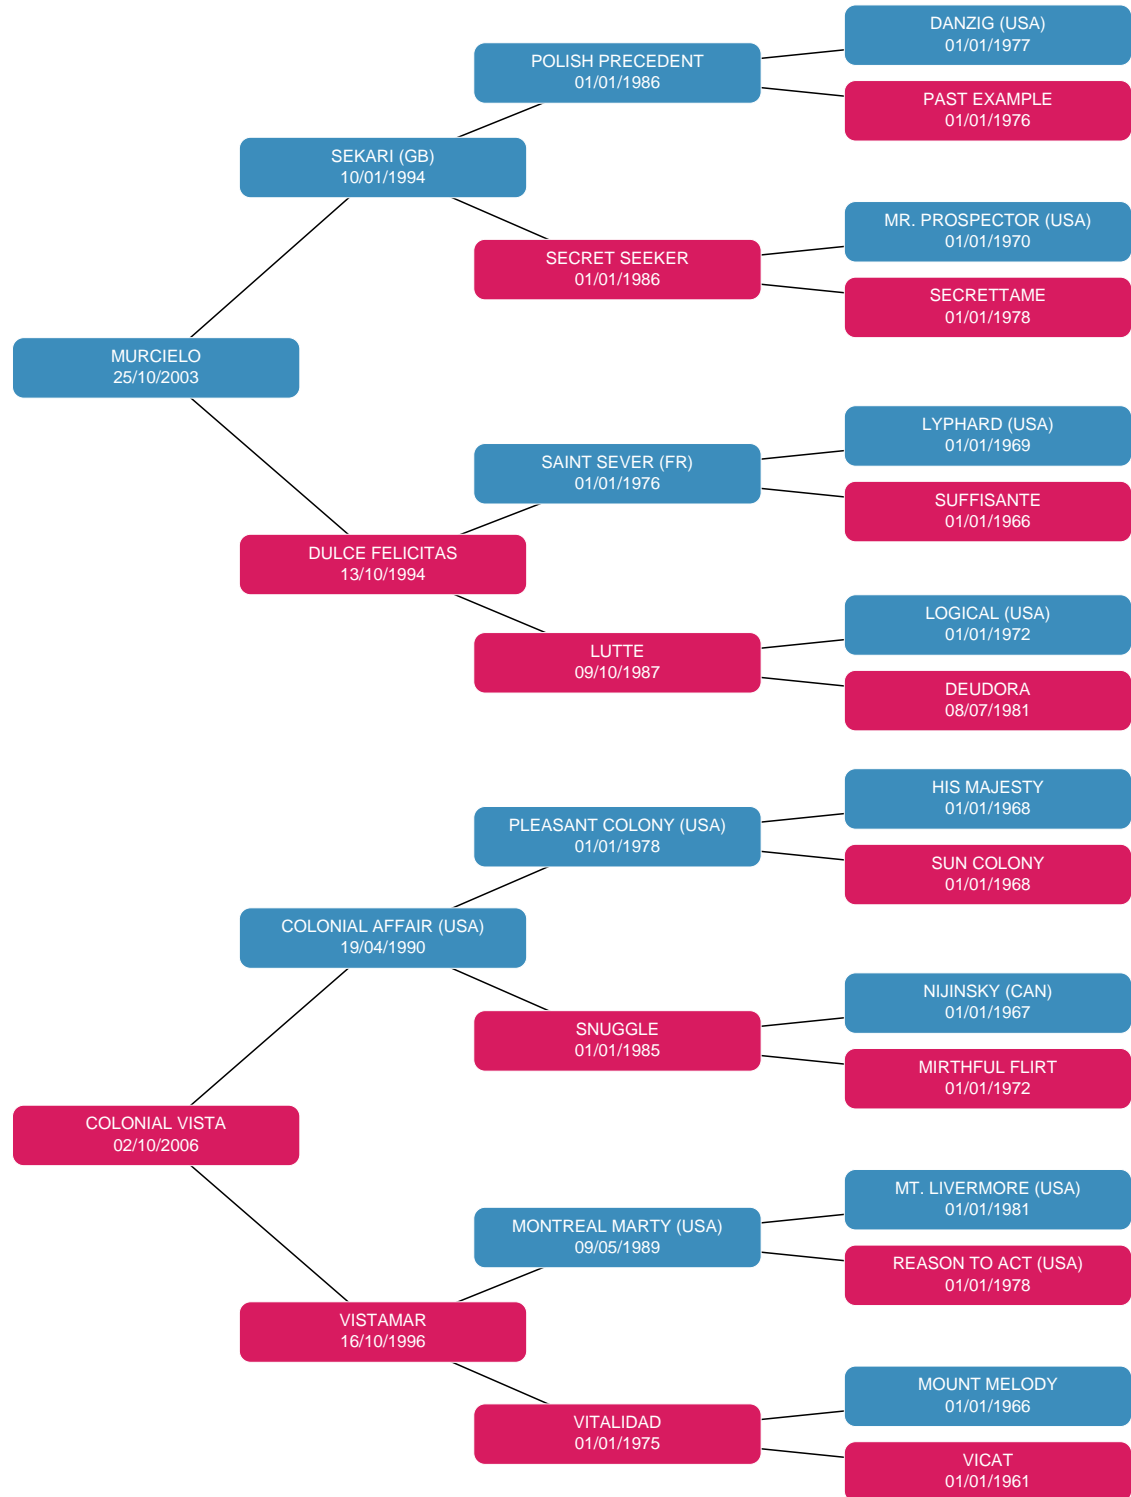 DANZIG (USA)
01/01/1977
POLISH PRECEDENT
01/01/1986
PAST EXAMPLE
01/01/1976
SEKARI (GB)
10/01/1994
MR. PROSPECTOR (USA)
01/01/1970
SECRET SEEKER
01/01/1986
SECRETTAME
01/01/1978
MURCIELO
25/10/2003
LYPHARD (USA)
01/01/1969
SAINT SEVER (FR)
01/01/1976
SUFFISANTE
01/01/1966
DULCE FELICITAS
13/10/1994
LOGICAL (USA)
01/01/1972
LUTTE
09/10/1987
DEUDORA
08/07/1981
HIS MAJESTY
01/01/1968
PLEASANT COLONY (USA)
01/01/1978
SUN COLONY
01/01/1968
COLONIAL AFFAIR (USA)
19/04/1990
NIJINSKY (CAN)
01/01/1967
SNUGGLE
01/01/1985
MIRTHFUL FLIRT
01/01/1972
COLONIAL VISTA
02/10/2006
MT. LIVERMORE (USA)
01/01/1981
MONTREAL MARTY (USA)
09/05/1989
REASON TO ACT (USA)
01/01/1978
VISTAMAR
16/10/1996
MOUNT MELODY
01/01/1966
VITALIDAD
01/01/1975
VICAT
01/01/1961